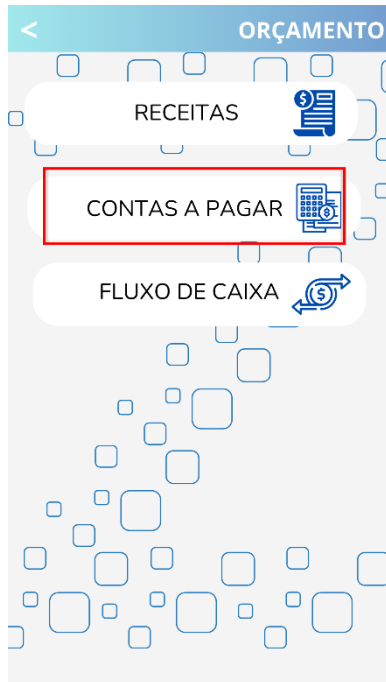 < ORÇAMENTO
RECEITAS
CONTAS A PAGAR
FLUXO DE CAIXA